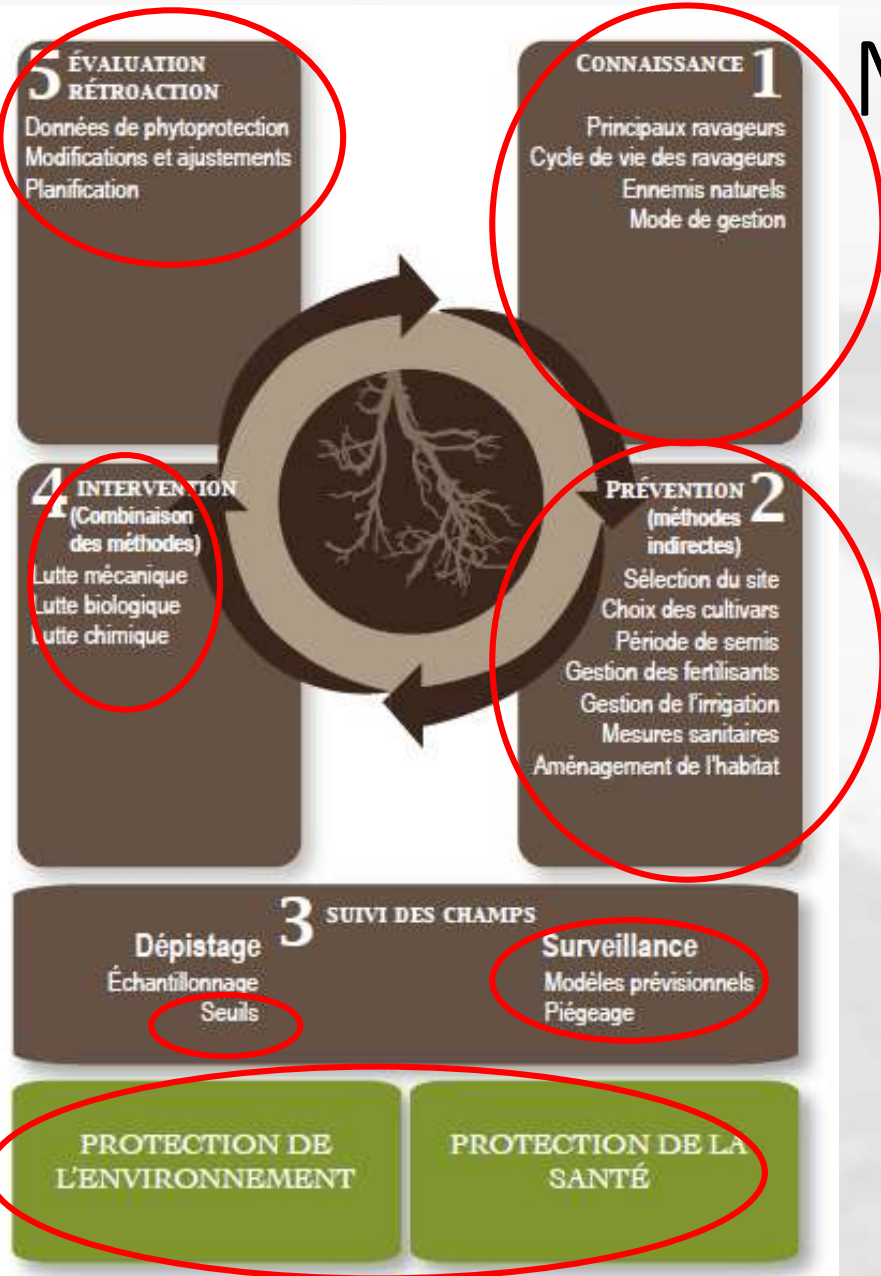 5 ÉVALUATION
RÉTROACTION
Données de phytoprotection
Modifications et ajustements
Planification
CONNAISSANCE 1
Principaux ravageurs
Cycle de vie des ravageurs
Ennemis naturels
Mode de gestion
4 INTERVENTION
(Combinaison
des méthodes)
Lutte mécanique
Lutte biologique
Lutte chimique
PRÉVENTION 2
(méthodes
indirectes)
Sélection du site
Choix des cultivars
Période de semis
Gestion des fertilisants
Gestion de l'irrigation
Mesures sanitaires
Aménagement de l'habitat
3 SUIVI DES CHAMPS
Dépistage
Échantillonnage
Seuils
Surveillance
Modèles prévisionnels
Piégeage
PROTECTION DE
L'ENVIRONNEMENT
PROTECTION DE LA
SANTÉ